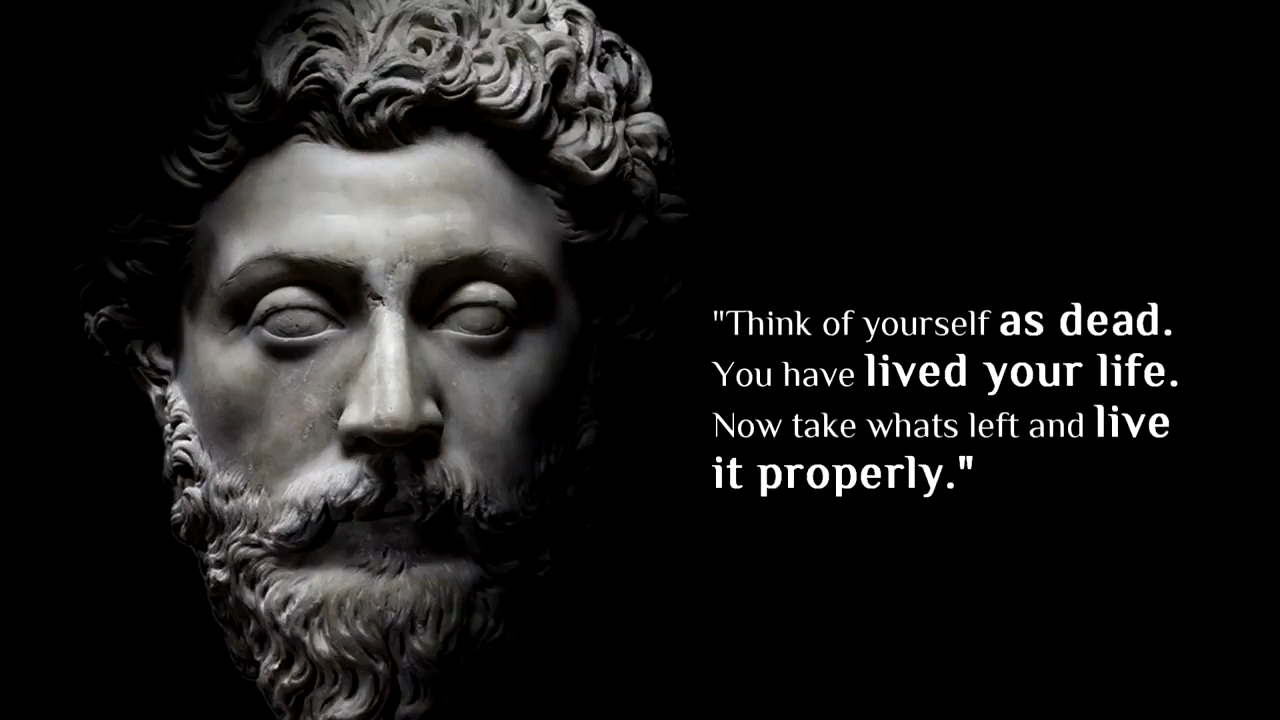 "Think of yourself as dead.
You have lived your life.
Now take whats left and live
it properly."